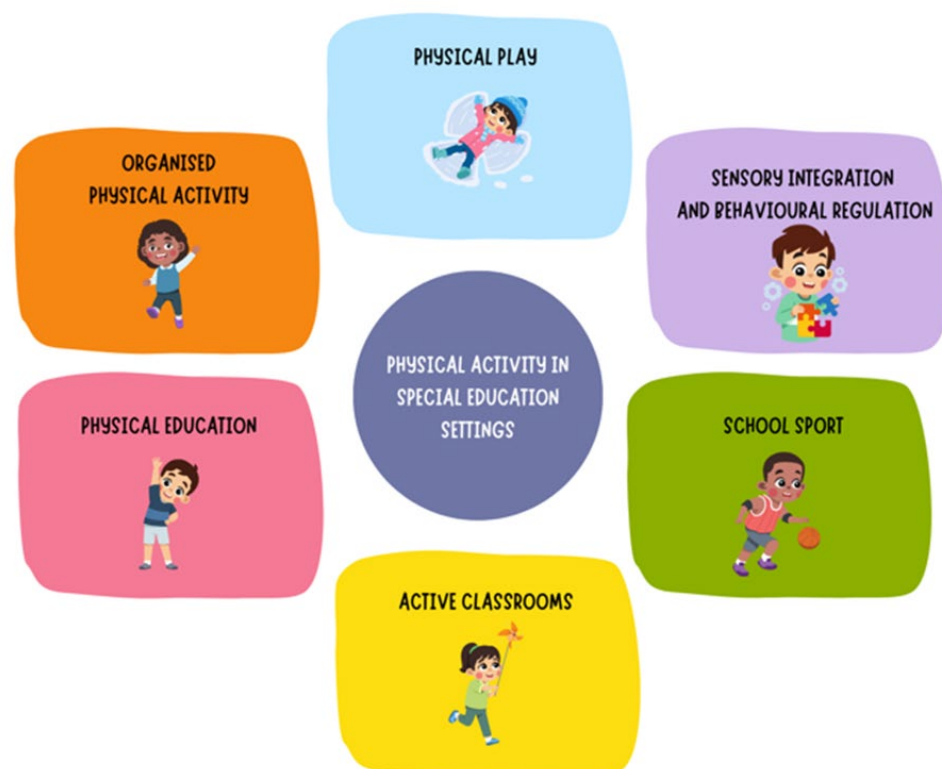 PHYSICAL PLAY
ORGANISED
PHYSICAL ACTIVITY
SENSORY INTEGRATION
AND BEHAVIOURAL REGULATION
PHYSICAL ACTIVITY IN
SPECIAL EDUCATION
SETTINGS
PHYSICAL EDUCATION
SCHOOL SPORT
ACTIVE CLASSROOMS